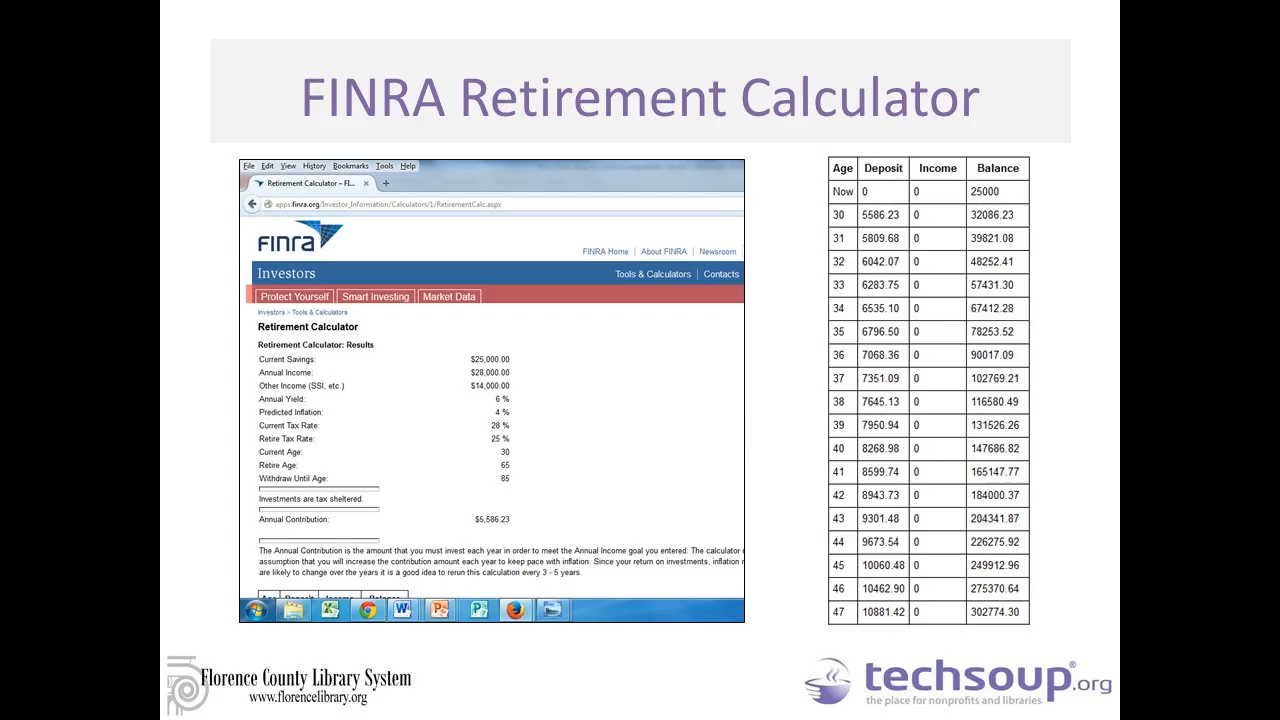 FINRA Retirement Calculator
File Edit View History Bookmarks Tools Help
Retirement Calculator – FI...
apps.finra.org/Investor_Information/Calculators/1/RetirementCalc.aspx
finra
FINRA Home | About FINRA | Newsroom
Investors
Tools & Calculators | Contacts
Protect Yourself Smart Investing Market Data
Investors > Tools & Calculators
Retirement Calculator
Retirement Calculator: Results
Current Savings: $25,000.00
Annual Income: $28,000.00
Other Income (SSI, etc.) $14,000.00
Annual Yield: 6 %
Predicted Inflation: 4 %
Current Tax Rate: 28 %
Retire Tax Rate: 25 %
Current Age: 30
Retire Age: 65
Withdraw Until Age: 85
Investments are tax sheltered.
Annual Contribution: $5,586.23
The Annual Contribution is the amount that you must invest each year in order to meet the Annual Income goal you entered. The calculator
assumption that you will increase the contribution amount each year to keep pace with inflation. Since your return on investments, inflation
are likely to change over the years it is a good idea to rerun this calculation every 3 - 5 years.
Age Deposit Income Balance
Age Deposit Income Balance
Now 0 0 25000
30 5586.23 0 32086.23
31 5809.68 0 39821.08
32 6042.07 0 48252.41
33 6283.75 0 57431.30
34 6535.10 0 67412.28
35 6796.50 0 78253.52
36 7068.36 0 90017.09
37 7351.09 0 102769.21
38 7645.13 0 116580.49
39 7950.94 0 131526.26
40 8268.98 0 147686.82
41 8599.74 0 165147.77
42 8943.73 0 184000.37
43 9301.48 0 204341.87
44 9673.54 0 226275.92
45 10060.48 0 249912.96
46 10462.90 0 275370.64
47 10881.42 0 302774.30
Florence County Library System
www.florencelibrary.org
techsoup.org
the place for nonprofits and libraries